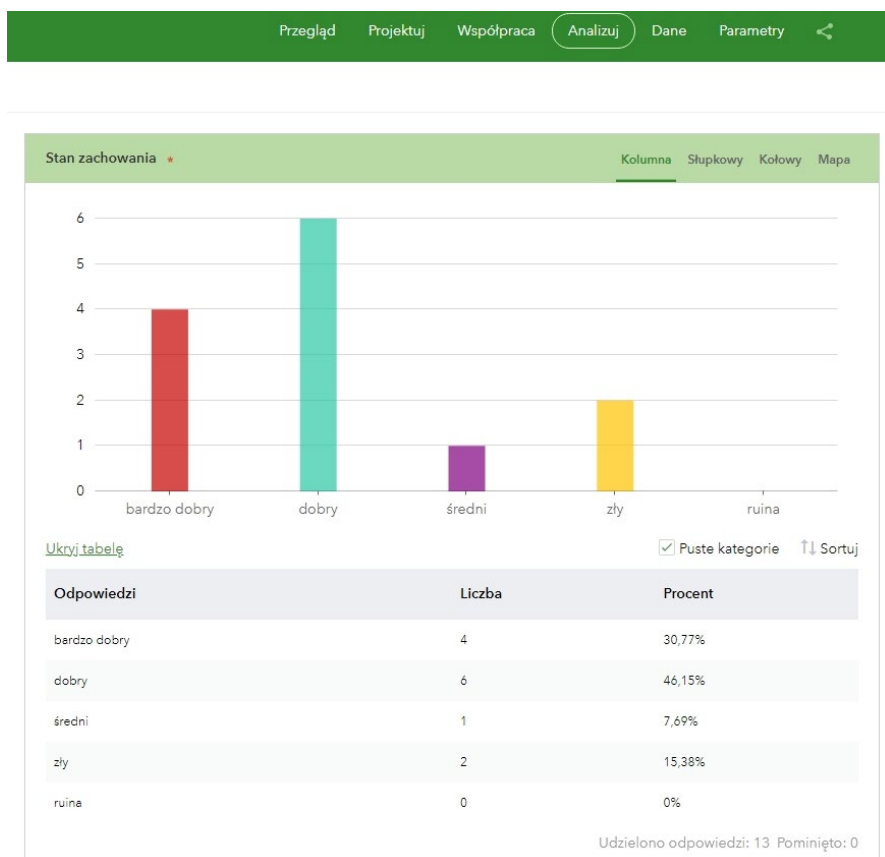 Przegląd Projektuj Współpraca Analizuj Dane Parametry
Stan zachowania * Kolumna Słupkowy Kołowy Mapa
6
5
4
3
2
1
0
bardzo dobry dobry średni zły ruina
Ukryj tabelę Puste kategorie Sortuj
Odpowiedzi Liczba Procent
bardzo dobry 4 30,77%
dobry 6 46,15%
średni 1 7,69%
zły 2 15,38%
ruina 0 0%
Udzielono odpowiedzi: 13 Pominięto: 0